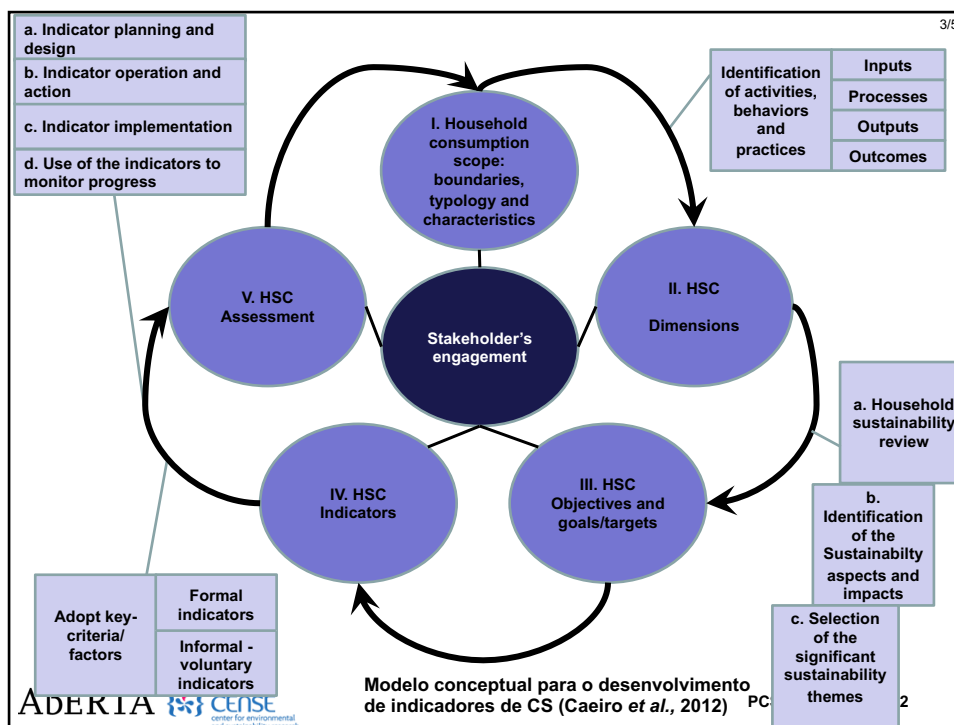 3/5
a. Indicator planning and
design
b. Indicator operation and
action
c. Indicator implementation
d. Use of the indicators to
monitor progress
I. Household
consumption
scope:
boundaries,
typology and
characteristics
Identification
of activities,
behaviors
and
practices
Inputs
Processes
Outputs
Outcomes
V. HSC
Assessment
II. HSC
Dimensions
Stakeholder’s
engagement
a. Household
sustainability
review
IV. HSC
Indicators
III. HSC
Objectives and
goals/targets
b.
Identification
of the
Sustainabilty
aspects and
impacts
Adopt key-
criteria/
factors
Formal
indicators
Informal -
voluntary
indicators
c. Selection
of the
significant
sustainability
themes
Modelo conceptual para o desenvolvimento
de indicadores de CS (Caeiro et al., 2012)
ABERTA
CENSE
center for environmental
PC
2